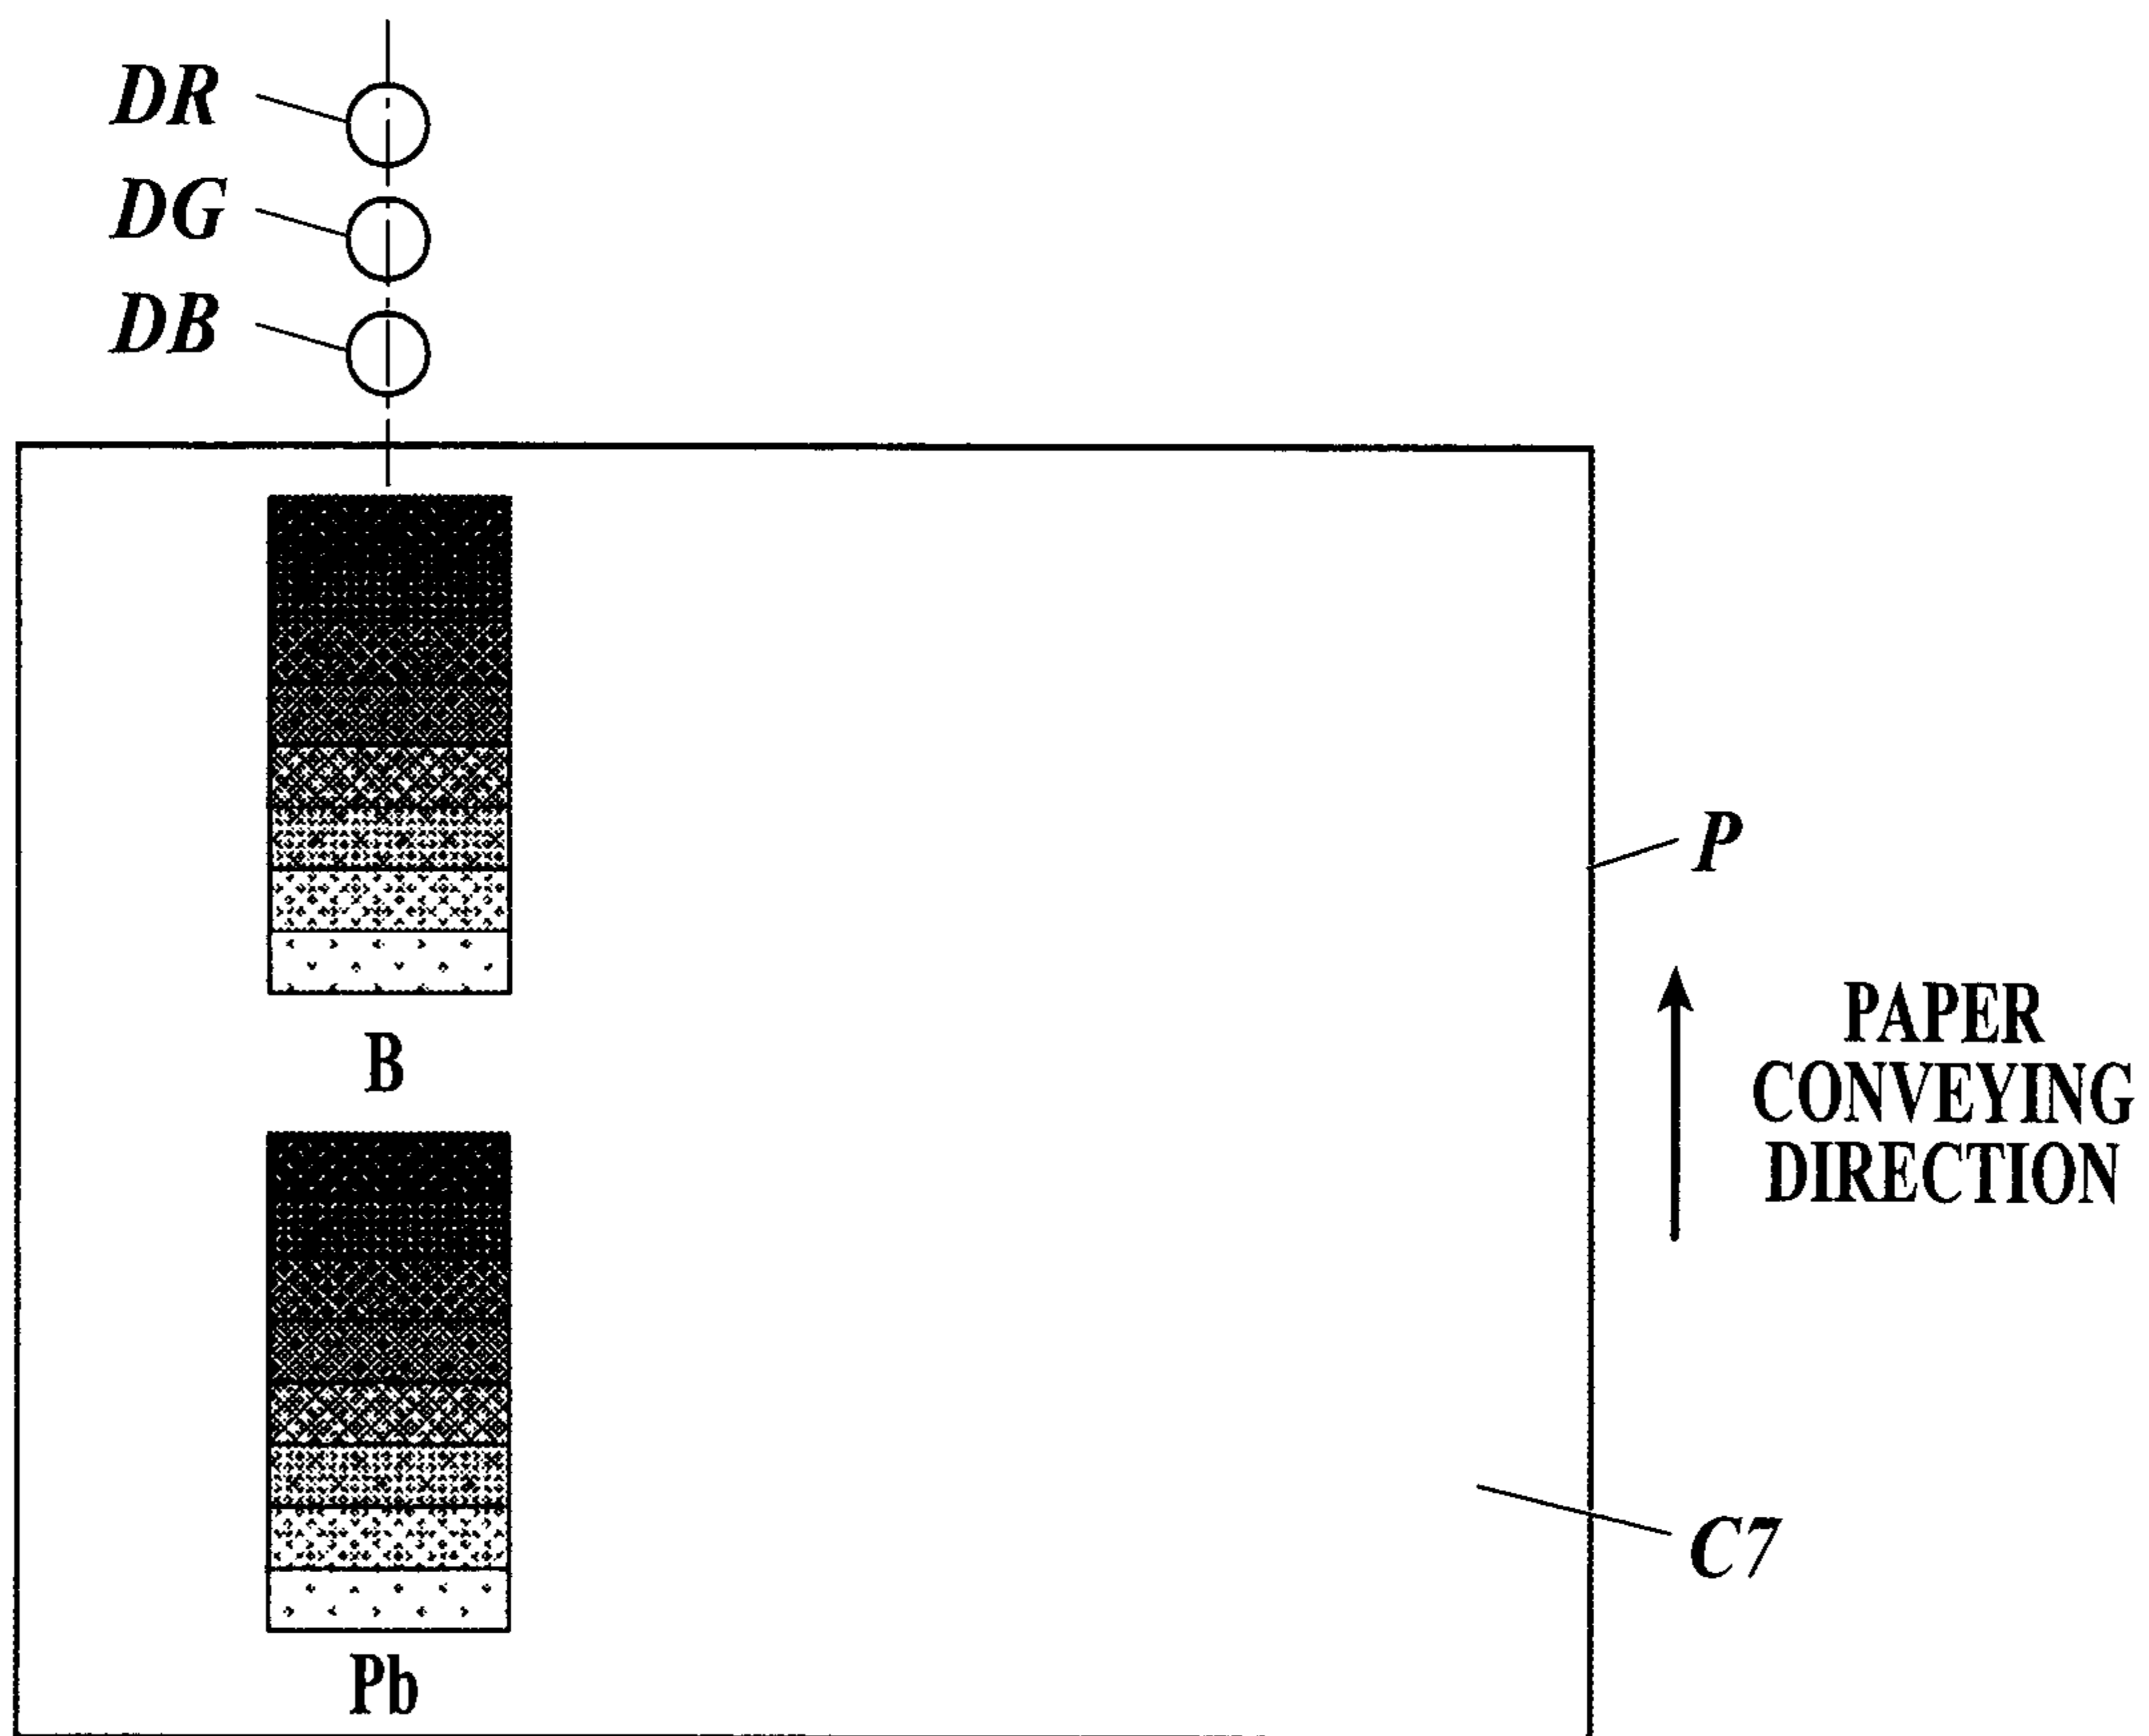 DR
DG
DB
P
B
PAPER
CONVEYING
DIRECTION
C7
Pb